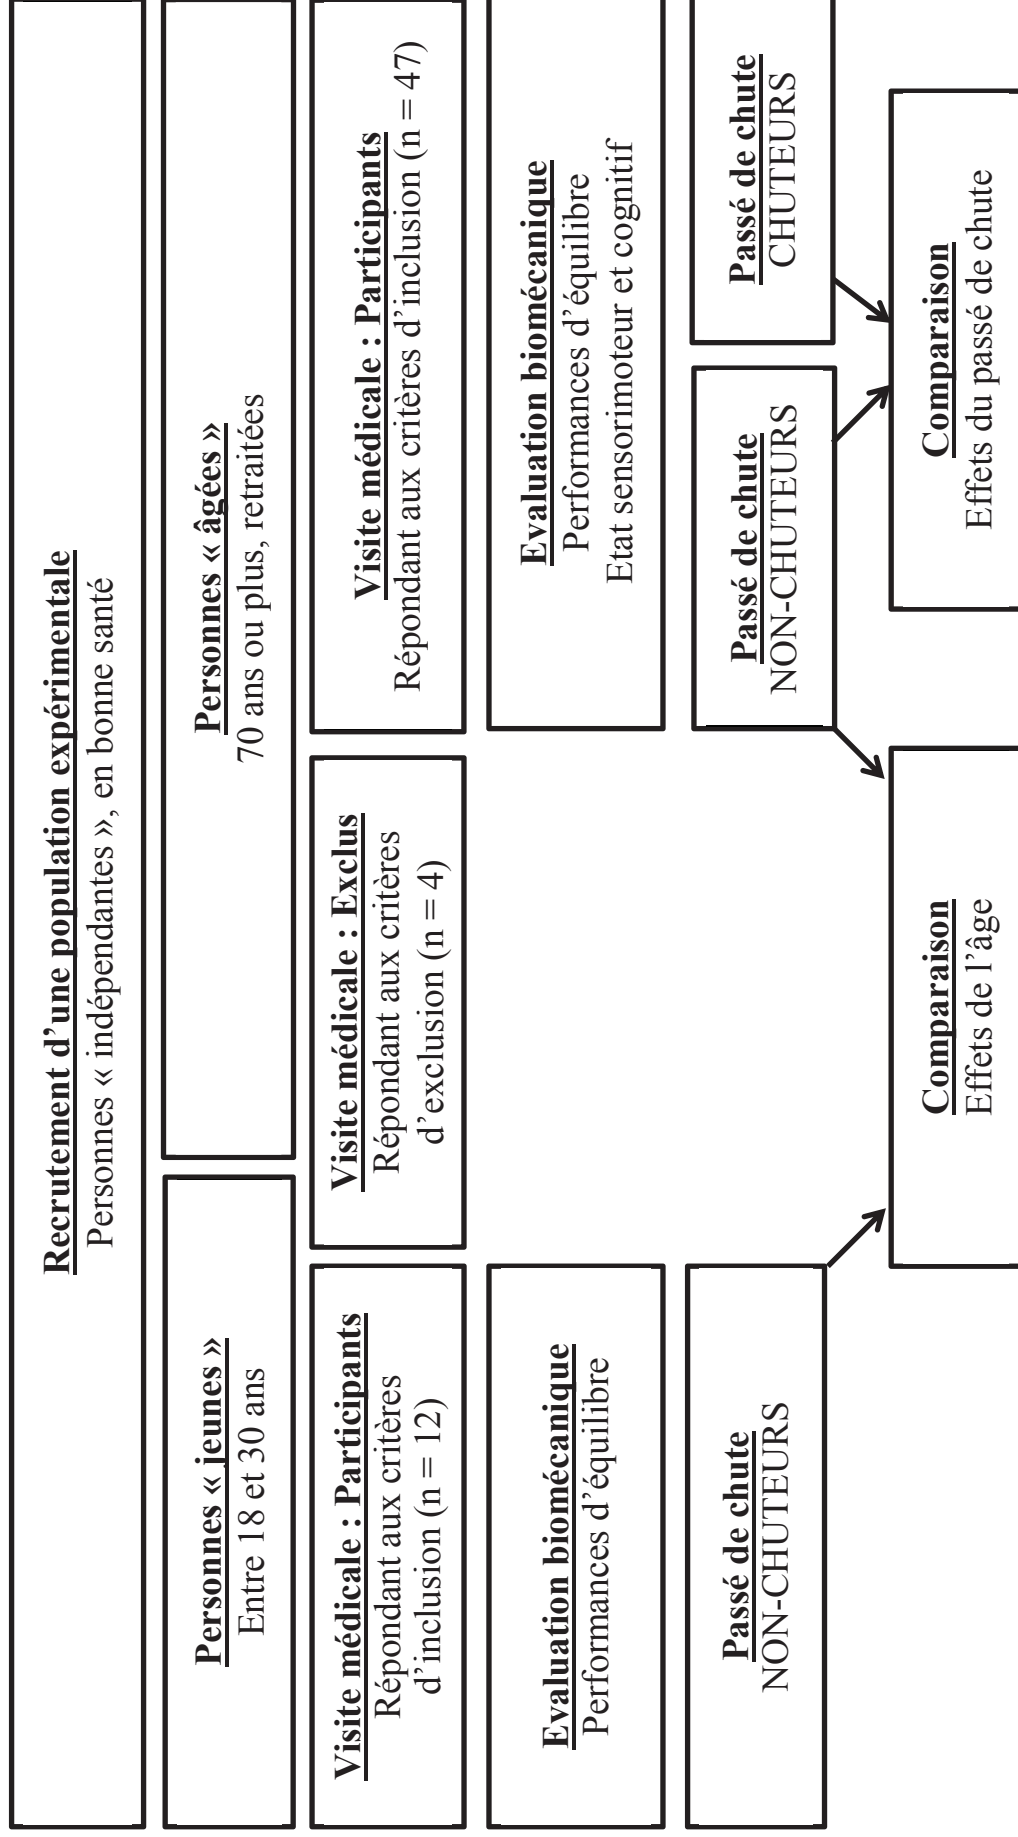 Recrutement d’une population expérimentale
Personnes « indépendantes », en bonne santé
Personnes « jeunes »
Entre 18 et 30 ans
Personnes « âgées »
70 ans ou plus, retraitées
Visite médicale : Participants
Répondant aux critères
d’inclusion (n = 12)
Visite médicale : Exclus
Répondant aux critères
d’exclusion (n = 4)
Visite médicale : Participants
Répondant aux critères d’inclusion (n = 47)
Evaluation biomécanique
Performances d’équilibre
Evaluation biomécanique
Performances d’équilibre
Etat sensorimoteur et cognitif
Passé de chute
NON-CHUTEURS
Passé de chute
NON-CHUTEURS
Passé de chute
CHUTEURS
Comparaison
Effets de l’âge
Comparaison
Effets du passé de chute